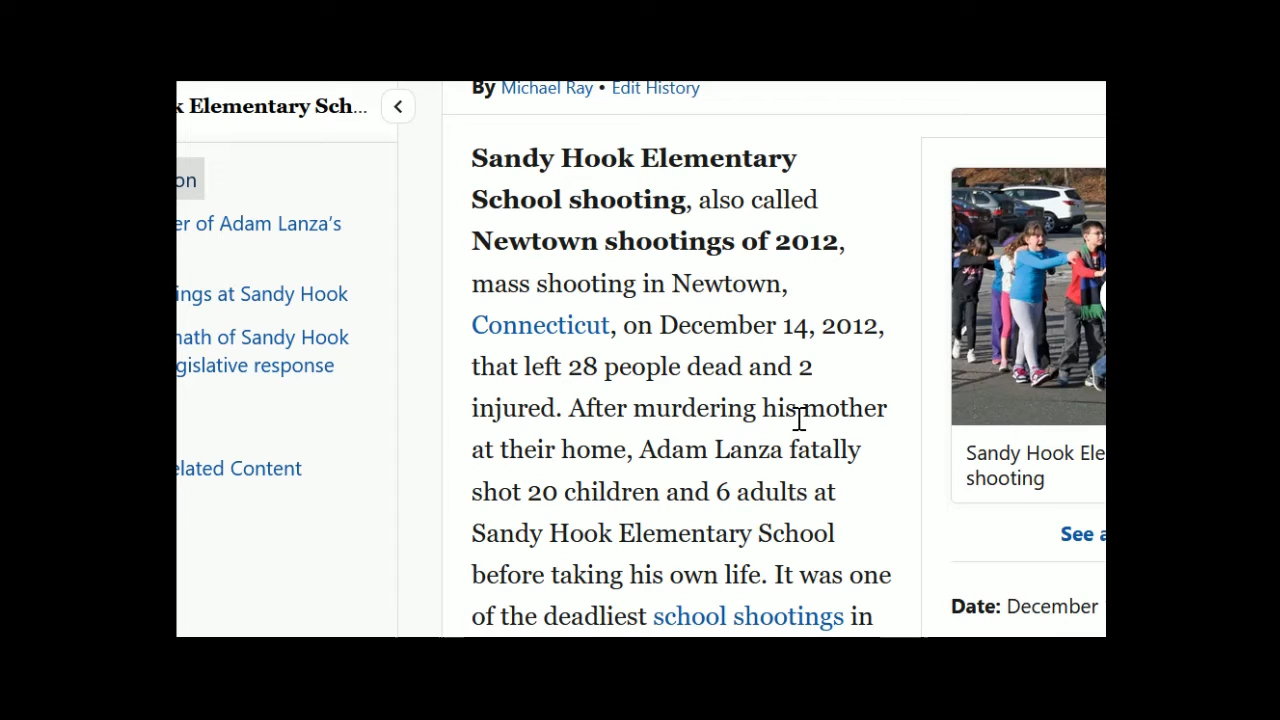 k Elementary Sch...
on
er of Adam Lanza's
ings at Sandy Hook
math of Sandy Hook
gislative response
elated Content
By Michael Ray • Edit History
Sandy Hook Elementary
School shooting, also called
Newtown shootings of 2012,
mass shooting in Newtown,
Connecticut, on December 14, 2012,
that left 28 people dead and 2
injured. After murdering his mother
at their home, Adam Lanza fatally
shot 20 children and 6 adults at
Sandy Hook Elementary School
before taking his own life. It was one
of the deadliest school shootings in
Sandy Hook Ele
shooting
See a
Date: December